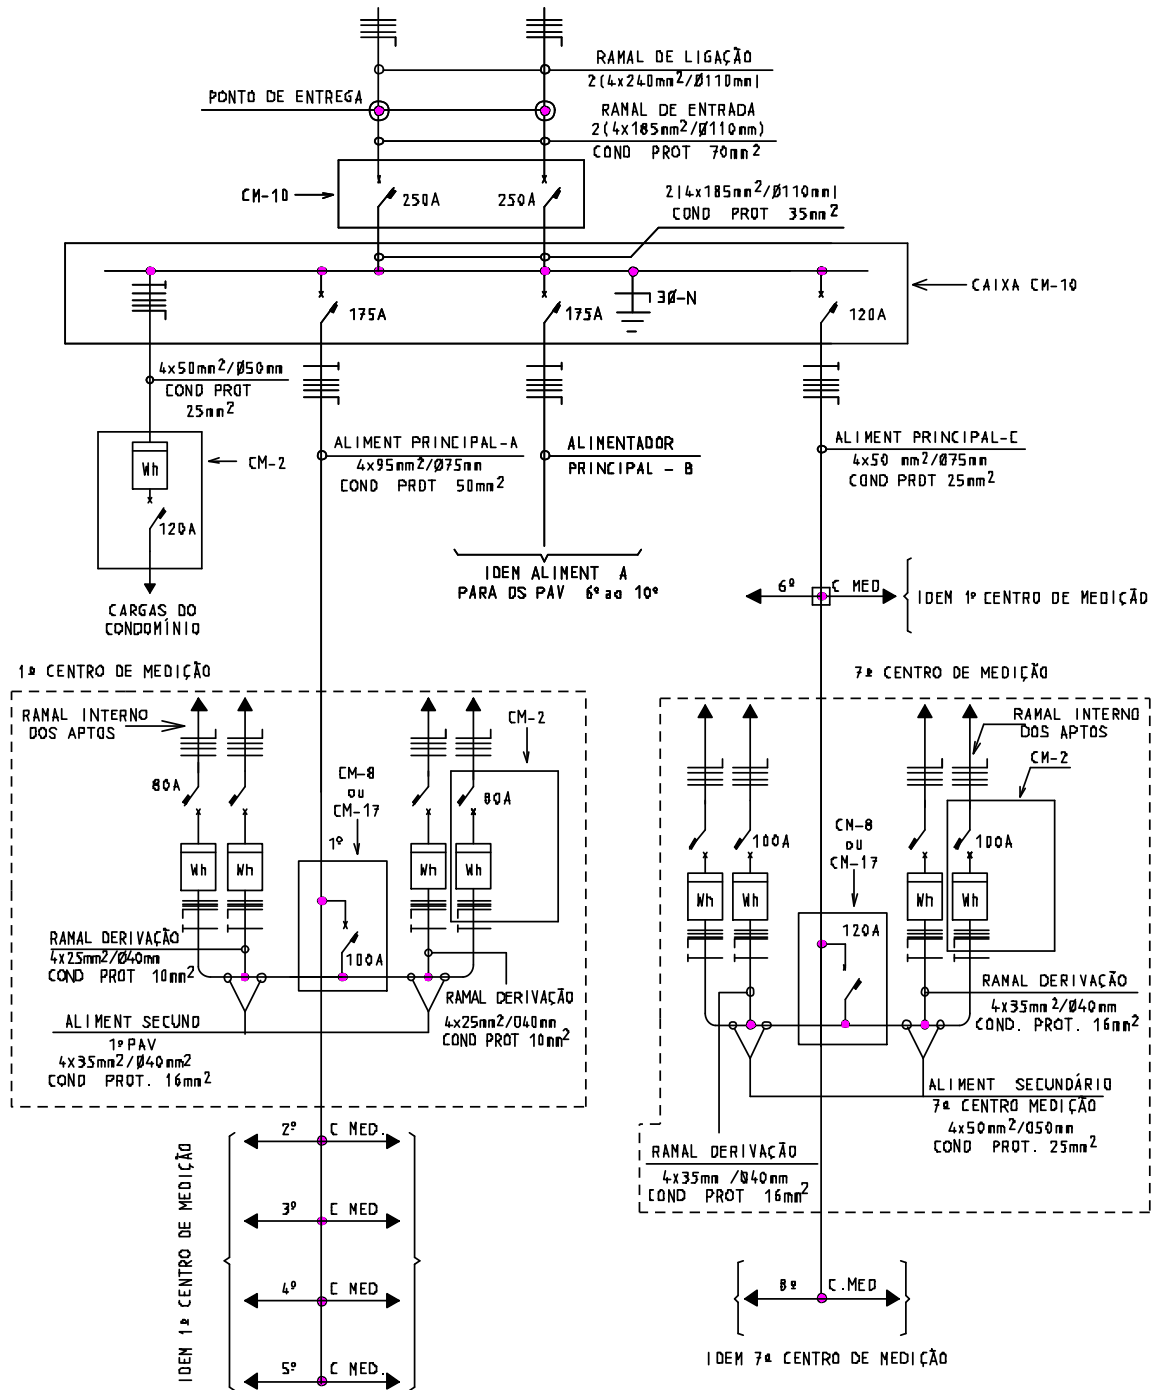 RAMAL DE LIGAÇÃO
2(4x240mm²/Ø110mm)
PONTO DE ENTREGA
RAMAL DE ENTRADA
2(4x185mm²/Ø110mm)
COND PROT 70mm²
CM-10
250A
250A
2(4x185mm²/Ø110mm)
COND PROT 35mm²
CAIXA CM-10
175A
175A
3Ø-N
120A
4x50mm²/Ø50mm
COND PROT
25mm²
CM-2
Wh
120A
CARGAS DO
CONDOMÍNIO
ALIMENT PRINCIPAL-A
4x95mm²/Ø75mm
COND PROT 50mm²
ALIMENTADOR
PRINCIPAL - B
IDEM ALIMENT A
PARA OS PAV 6º ao 10º
ALIMENT PRINCIPAL-C
4x50 mm²/Ø75mm
COND PROT 25mm²
6º C MED
IDEM 1º CENTRO DE MEDIÇÃO
1º CENTRO DE MEDIÇÃO
RAMAL INTERNO
DOS APTOS
80A
CM-8
ou
CM-17
1º
CM-2
80A
Wh
Wh
Wh
Wh
100A
RAMAL DERIVAÇÃO
4x25mm²/Ø40mm
COND PROT 10mm²
RAMAL DERIVAÇÃO
4x25mm²/Ø40mm
COND PROT 10mm²
ALIMENT SECUND
1º PAV
4x35mm²/Ø40mm²
COND PROT. 16mm²
7º CENTRO DE MEDIÇÃO
RAMAL INTERNO
DOS APTOS
CM-2
100A
CM-8
ou
CM-17
100A
Wh
Wh
Wh
Wh
120A
RAMAL DERIVAÇÃO
4x35mm²/Ø40mm
COND. PROT. 16mm²
ALIMENT SECUNDÁRIO
7º CENTRO MEDIÇÃO
4x50mm²/Ø50mm
COND PROT. 25mm²
RAMAL DERIVAÇÃO
4x35mm /Ø40mm
COND PROT 16mm²
IDEM 1º CENTRO DE MEDIÇÃO
2º C MED.
3º C MED
4º C MED
5º C MED.
8º C.MED
IDEM 7º CENTRO DE MEDIÇÃO